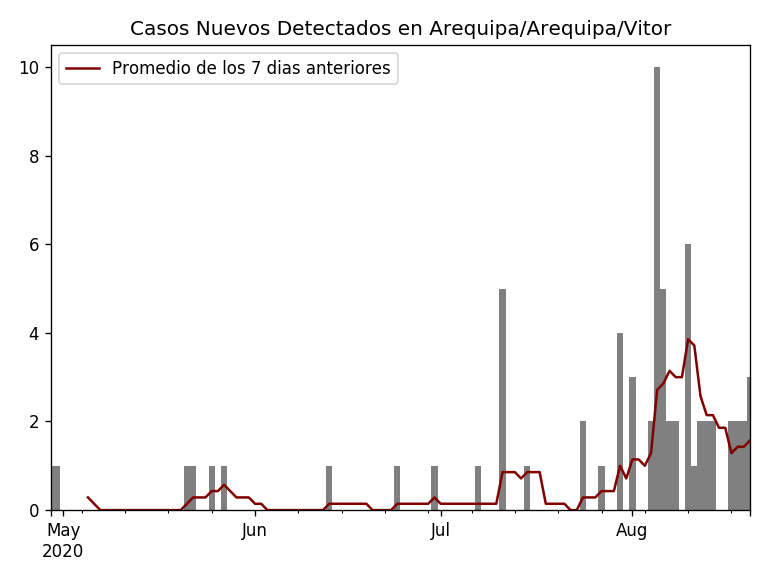 Casos Nuevos Detectados en Arequipa/Arequipa/Vitor
Promedio de los 7 dias anteriores
10
8
6
4
2
0
May Jun Jul Aug
2020